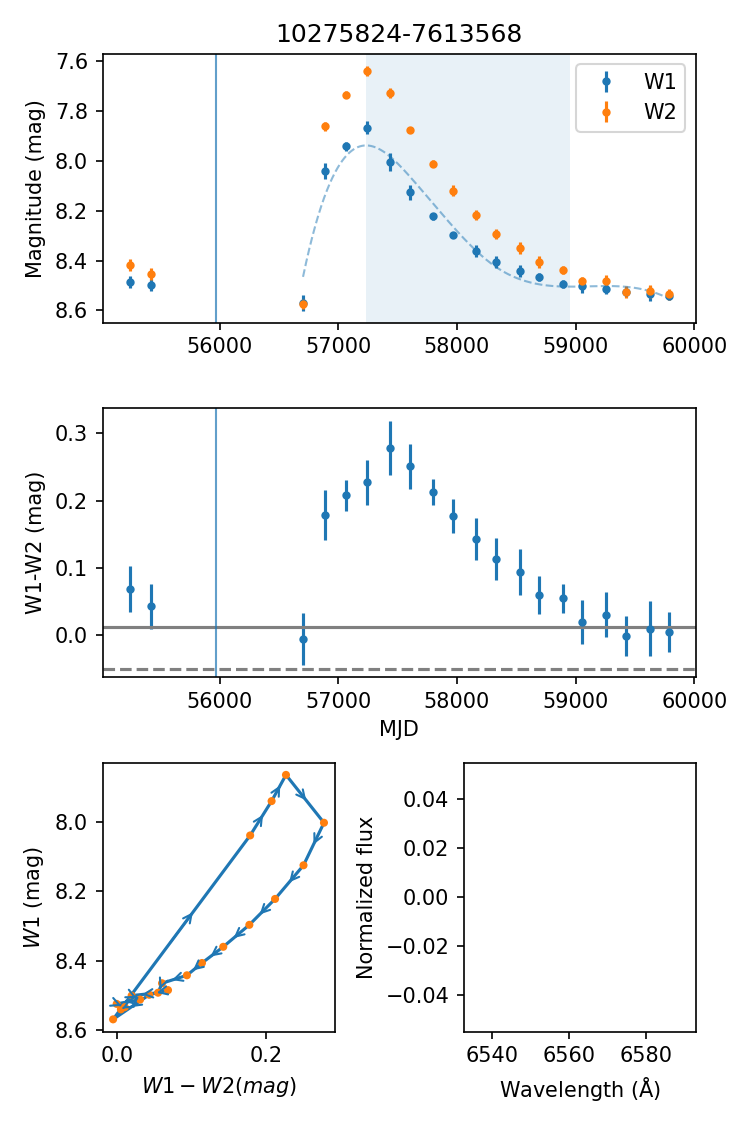 10275824-7613568
Magnitude (mag)
7.6
7.8
8.0
8.2
8.4
8.6
W1
W2
56000 57000 58000 59000 60000
W1-W2 (mag)
0.3
0.2
0.1
0.0
56000 57000 58000 59000 60000
MJD
W1 (mag)
8.0
8.2
8.4
8.6
0.0 0.2
W1 − W2(mag)
Normalized flux
0.04
0.02
0.00
−0.02
−0.04
6540 6560 6580
Wavelength (Å)